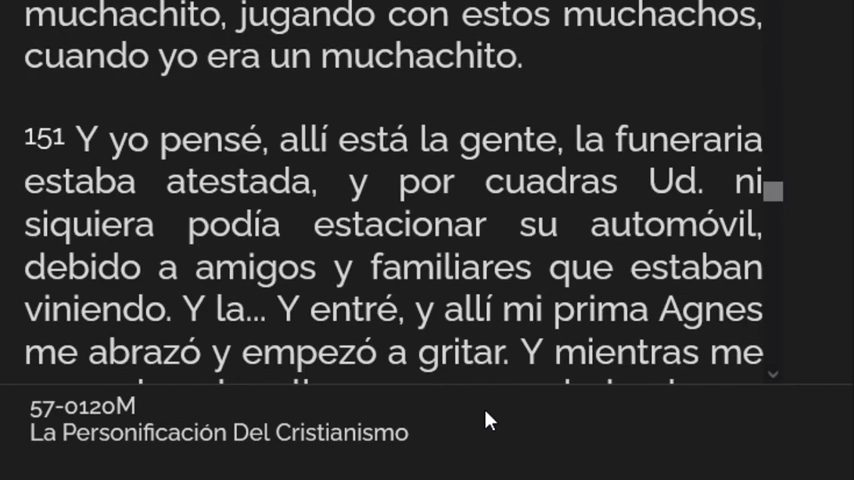 muchachito, jugando con estos muchachos,
cuando yo era un muchachito.
151 Y yo pensé, allí está la gente, la funeraria
estaba atestada, y por cuadras Ud. ni
siquiera podía estacionar su automóvil,
debido a amigos y familiares que estaban
viniendo. Y la... Y entré, y allí mi prima Agnes
me abrazó y empezó a gritar. Y mientras me
57-0120M
La Personificación Del Cristianismo